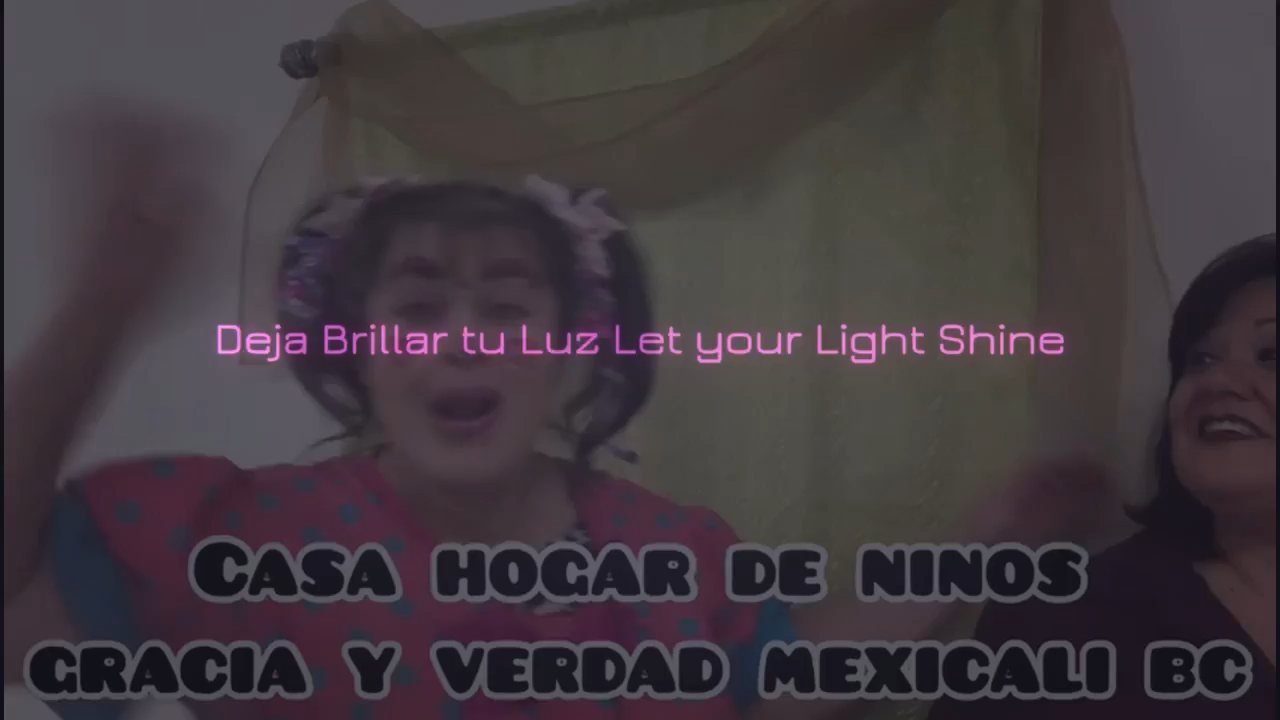 Deja Brillar tu Luz Let your Light Shine
CASA HOGAR DE NINOS
GRACIA Y VERDAD MEXICALI BC